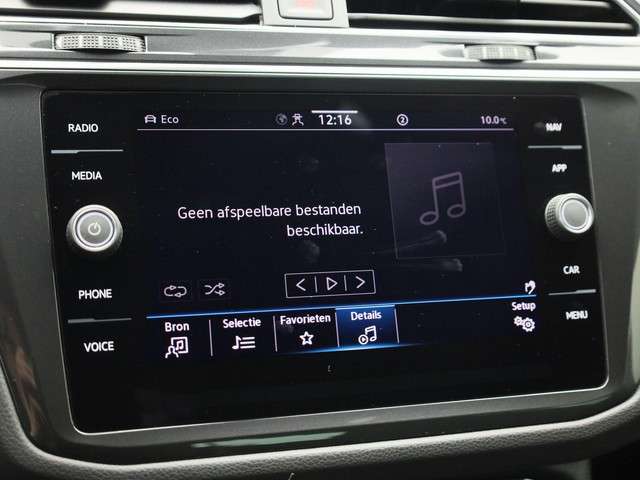 RADIO
MEDIA
PHONE
VOICE
Eco
12:16
2
10.0°C
Geen afspeelbare bestanden
beschikbaar.
Bron
Selectie
Favorieten
Details
Setup
NAV
APP
CAR
MENU